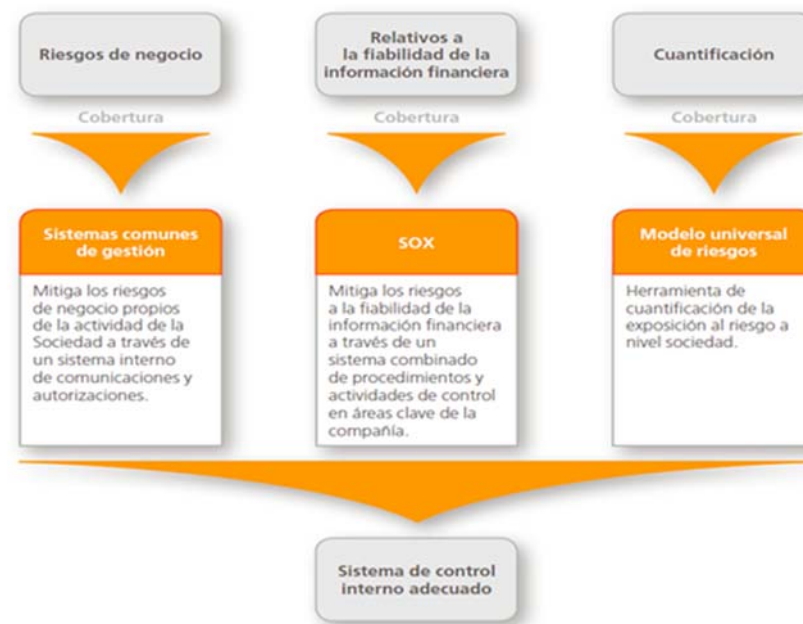 Riesgos de negocio
Relativos a
la fiabilidad de la
información financiera
Cuantificación
Cobertura
Cobertura
Cobertura
Sistemas comunes
de gestión
Mitiga los riesgos
de negocio propios
de la actividad de la
Sociedad a través de
un sistema interno
de comunicaciones y
autorizaciones.
SOX
Mitiga los riesgos
a la fiabilidad de la
información financiera
a través de un
sistema combinado
de procedimientos y
actividades de control
en áreas clave de la
compañía.
Modelo universal
de riesgos
Herramienta de
cuantificación de la
exposición al riesgo a
nivel sociedad.
Sistema de control
interno adecuado